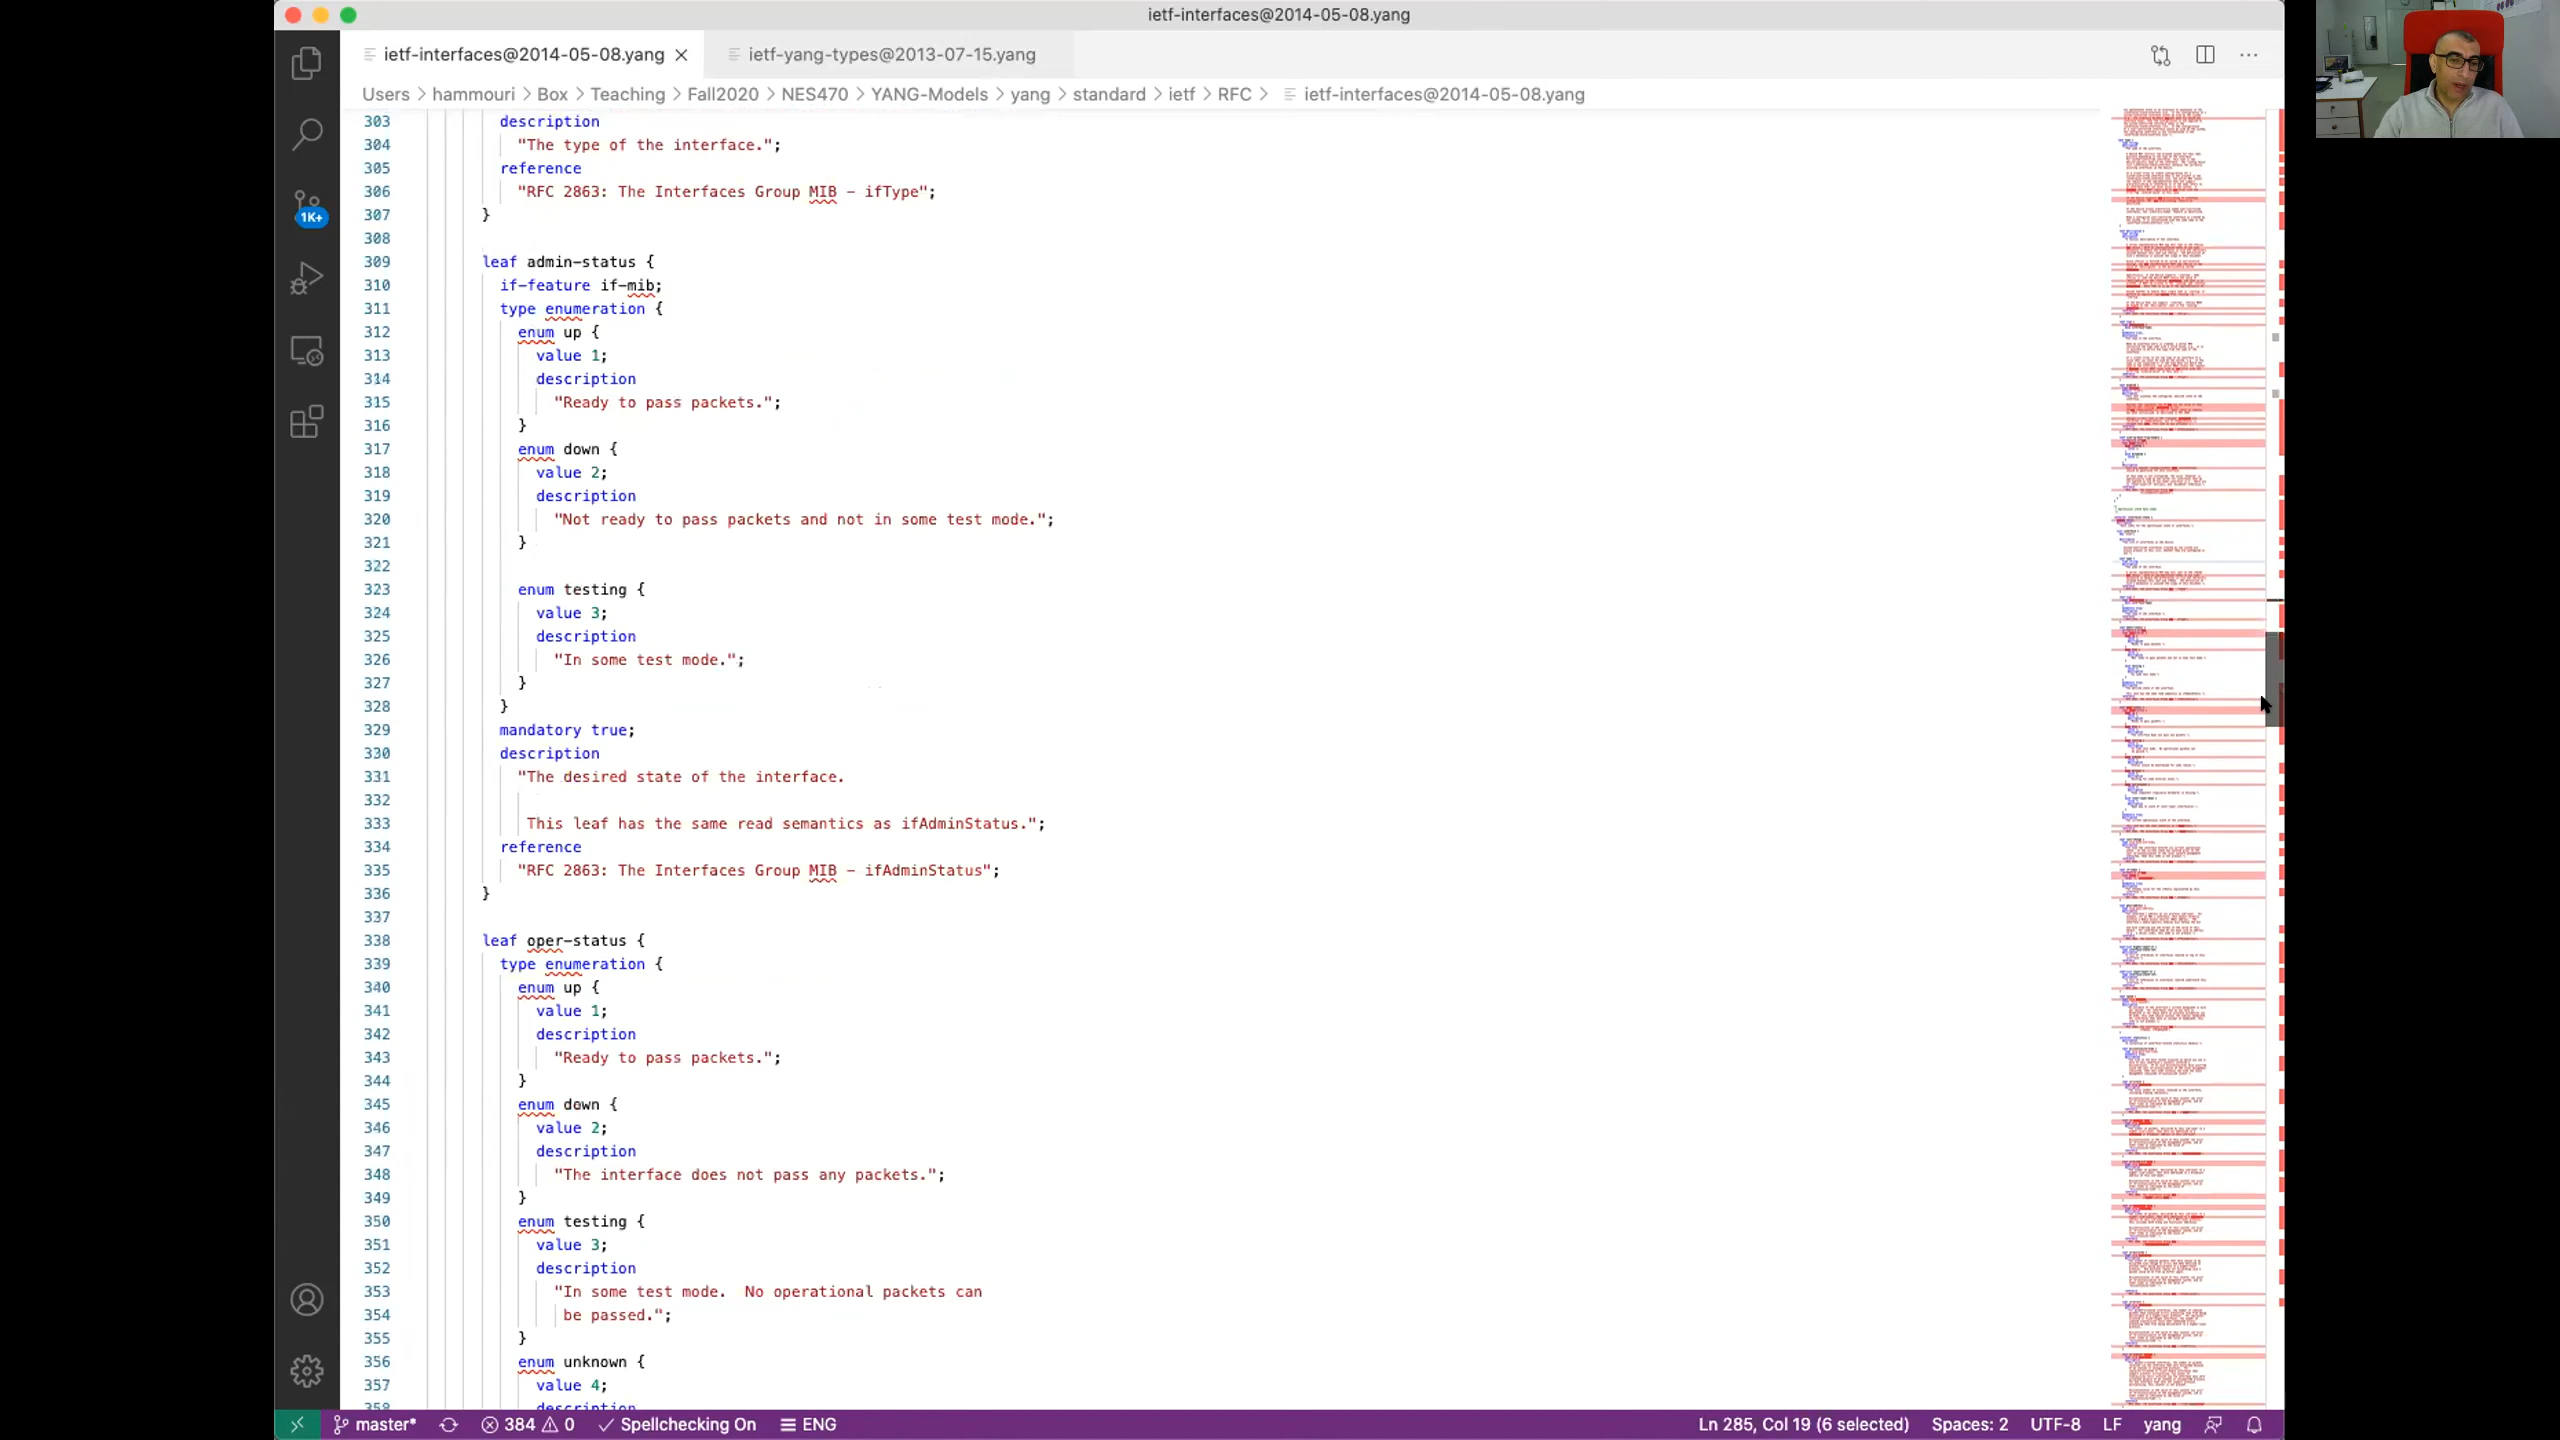 ietf-interfaces@2014-05-08.yang
ietf-interfaces@2014-05-08.yang
ietf-yang-types@2013-07-15.yang
Users > hammouri > Box > Teaching > Fall2020 > NES470 > YANG-Models > yang > standard > ietf > RFC > ietf-interfaces@2014-05-08.yang
1K+
303 description
304 "The type of the interface.";
305 reference
306 "RFC 2863: The Interfaces Group MIB - ifType";
307 }
308
309 leaf admin-status {
310 if-feature if-mib;
311 type enumeration {
312 enum up {
313 value 1;
314 description
315 "Ready to pass packets.";
316 }
317 enum down {
318 value 2;
319 description
320 "Not ready to pass packets and not in some test mode.";
321 }
322
323 enum testing {
324 value 3;
325 description
326 "In some test mode.";
327 }
328 }
329 mandatory true;
330 description
331 "The desired state of the interface.
332
333 This leaf has the same read semantics as ifAdminStatus.";
334 reference
335 "RFC 2863: The Interfaces Group MIB - ifAdminStatus";
336 }
337
338 leaf oper-status {
339 type enumeration {
340 enum up {
341 value 1;
342 description
343 "Ready to pass packets.";
344 }
345 enum down {
346 value 2;
347 description
348 "The interface does not pass any packets.";
349 }
350 enum testing {
351 value 3;
352 description
353 "In some test mode.  No operational packets can
354 be passed.";
355 }
356 enum unknown {
357 value 4;
358 description
master* 384 0 Spellchecking On ENG Ln 285, Col 19 (6 selected) Spaces: 2 UTF-8 LF yang